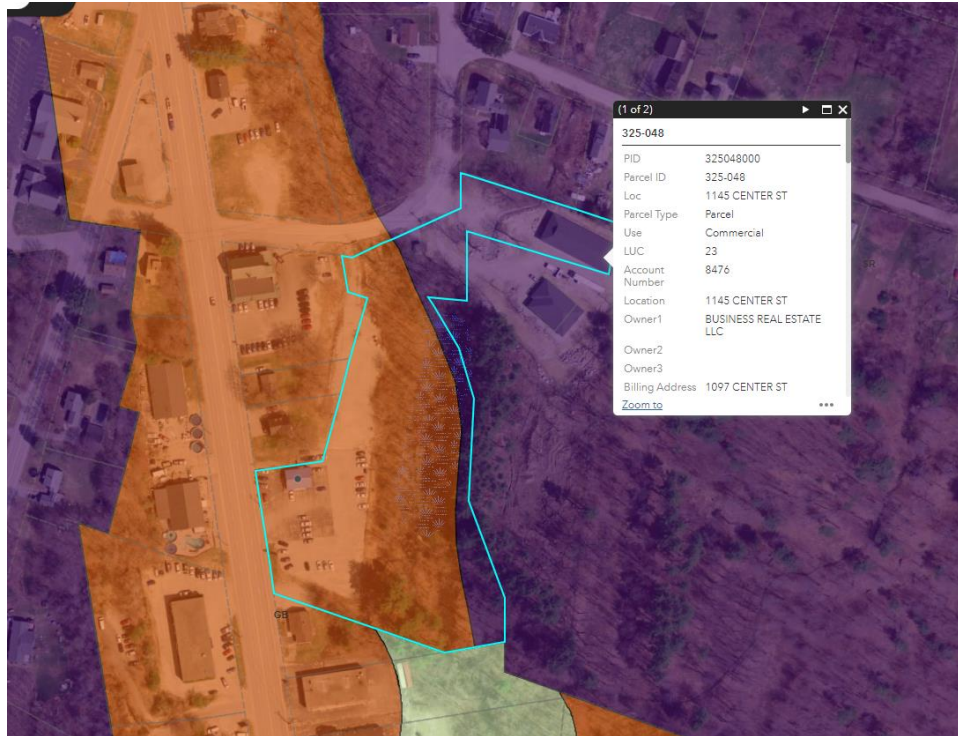 (1 of 2)
325-048
PID 325048000
Parcel ID 325-048
Loc 1145 CENTER ST
Parcel Type Parcel
Use Commercial
LUC 23
Account Number 8476
Location 1145 CENTER ST
Owner1 BUSINESS REAL ESTATE LLC
Owner2
Owner3
Billing Address 1097 CENTER ST
Zoom to
GB